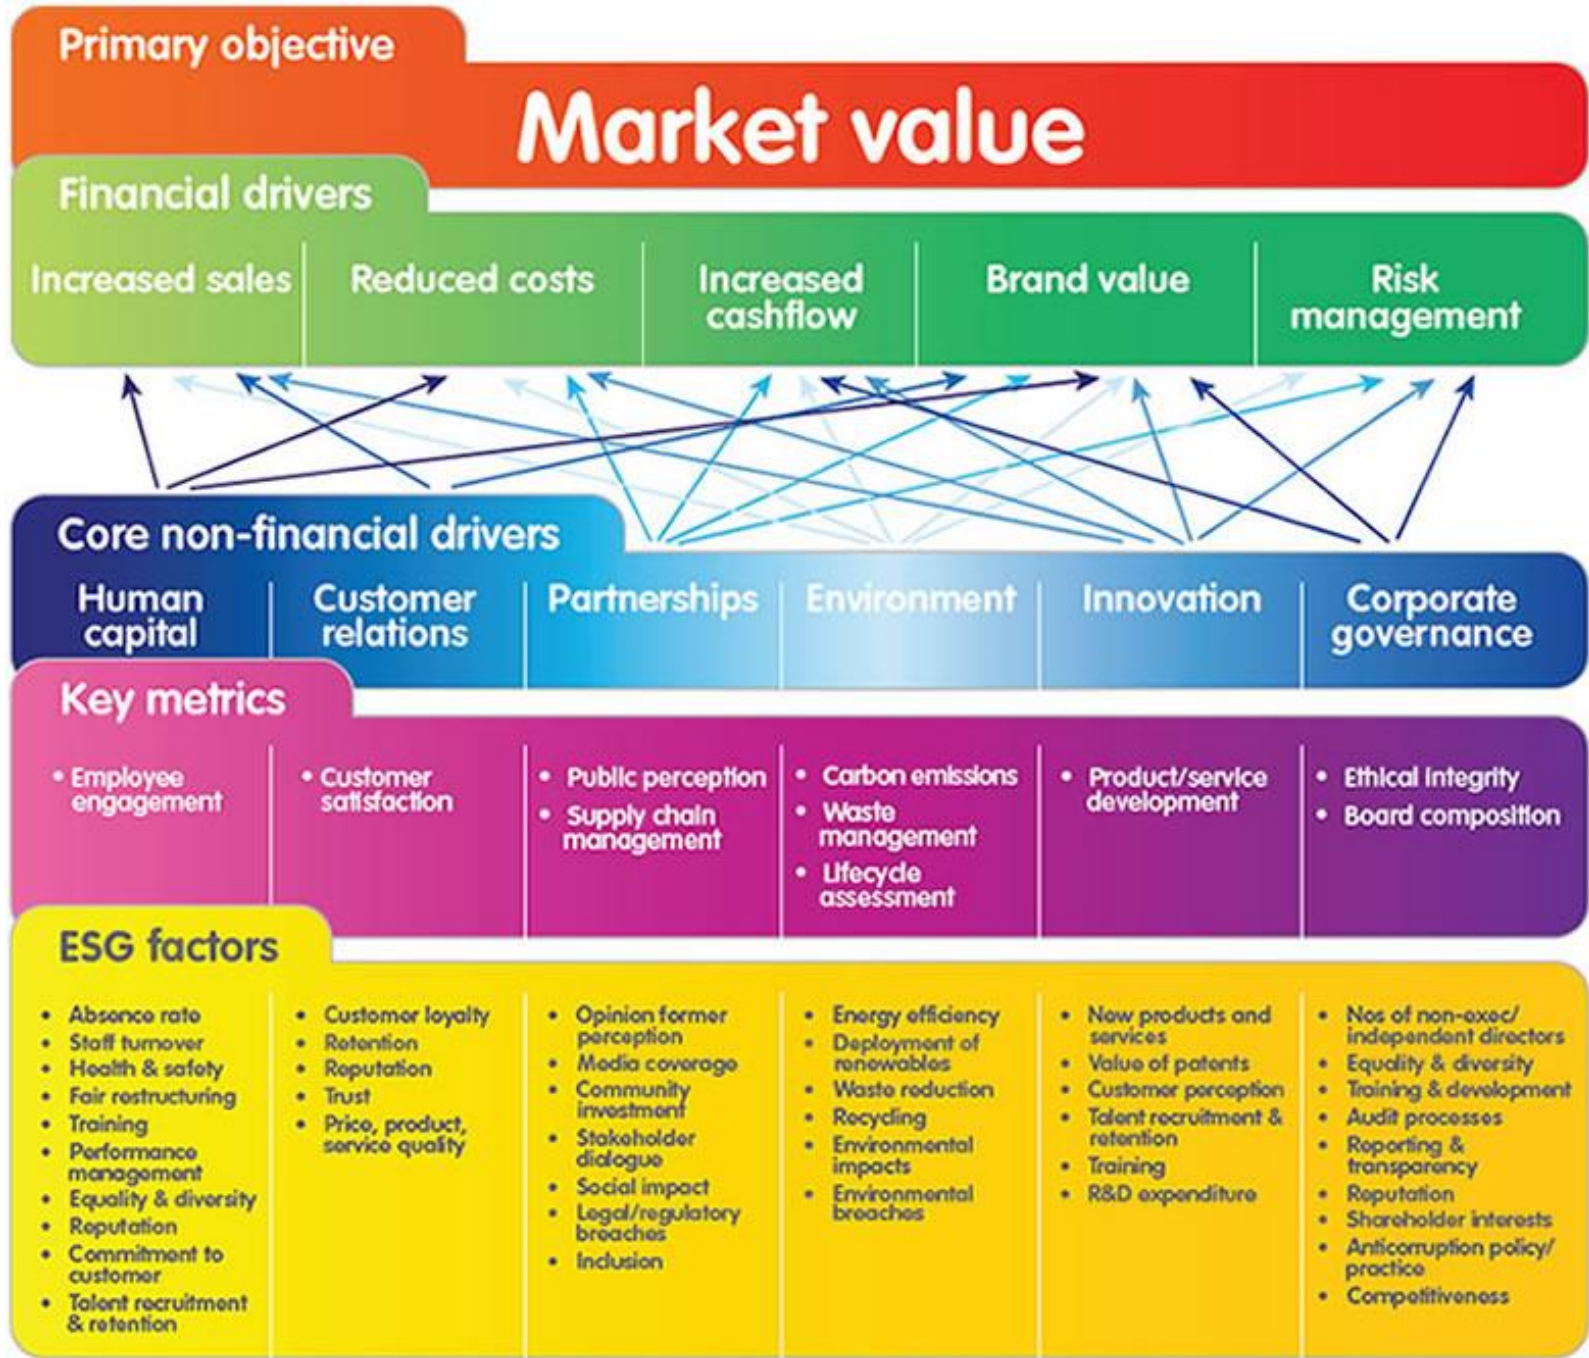 Primary objective
Market value
Financial drivers
Increased sales
Reduced costs
Increased
cashflow
Brand value
Risk
management
Core non-financial drivers
Human
capital
Customer
relations
Partnerships
Environment
Innovation
Corporate
governance
Key metrics
• Employee
engagement
• Customer
satisfaction
• Public perception
• Supply chain
management
• Carbon emissions
• Waste
management
• Lifecycle
assessment
• Product/service
development
• Ethical integrity
• Board composition
ESG factors
• Absence rate
• Staff turnover
• Health & safety
• Fair restructuring
• Training
• Performance
management
• Equality & diversity
• Reputation
• Commitment to
customer
• Talent recruitment
& retention
• Customer loyalty
• Retention
• Reputation
• Trust
• Price, product,
service quality
• Opinion former
perception
• Media coverage
• Community
investment
• Stakeholder
dialogue
• Social impact
• Legal/regulatory
breaches
• Inclusion
• Energy efficiency
• Deployment of
renewables
• Waste reduction
• Recycling
• Environmental
impacts
• Environmental
breaches
• New products and
services
• Value of patents
• Customer perception
• Talent recruitment &
retention
• Training
• R&D expenditure
• Nos of non-exec/
independent directors
• Equality & diversity
• Training & development
• Audit processes
• Reporting &
transparency
• Reputation
• Shareholder interests
• Anticorruption policy/
practice
• Competitiveness